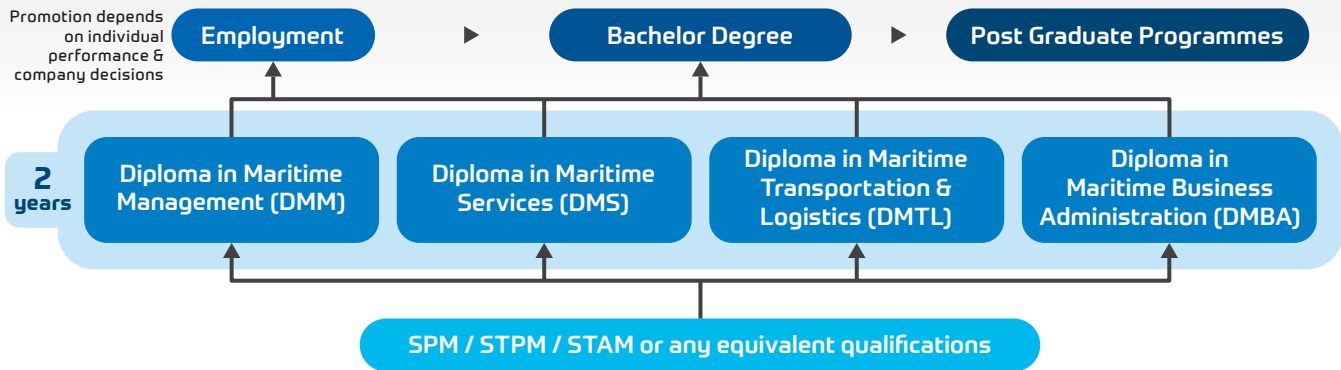 Promotion depends
on individual
performance &
company decisions
Employment
Bachelor Degree
Post Graduate Programmes
2
years
Diploma in Maritime
Management (DMM)
Diploma in Maritime
Services (DMS)
Diploma in Maritime
Transportation &
Logistics (DMTL)
Diploma in
Maritime Business
Administration (DMBA)
SPM / STPM / STAM or any equivalent qualifications